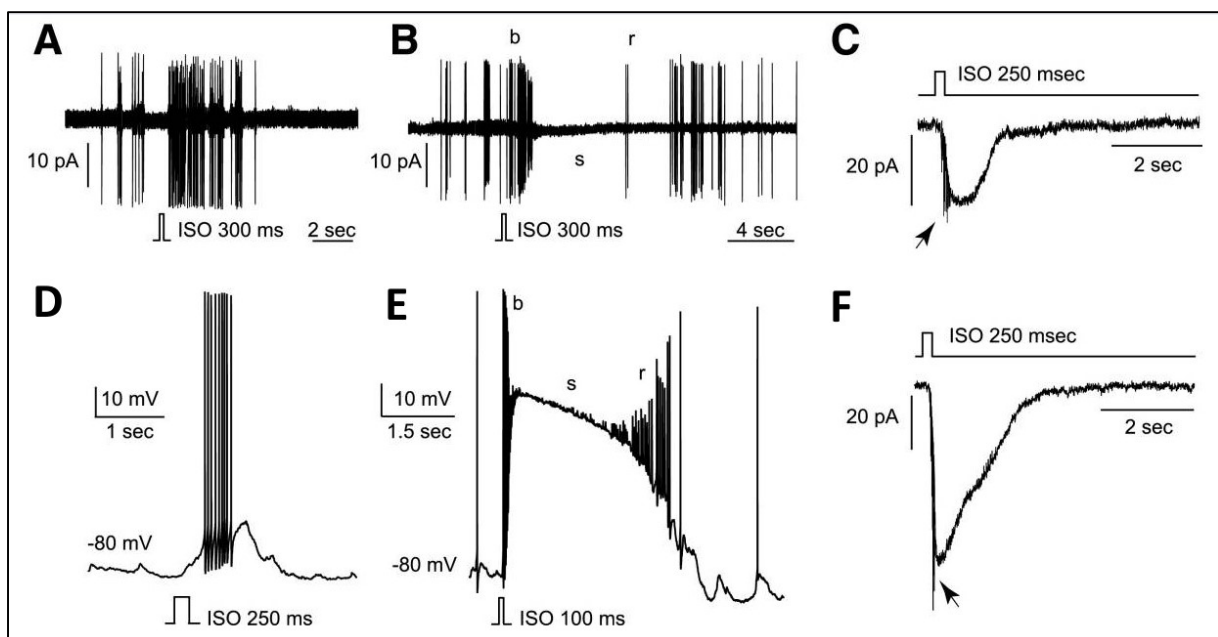 A
10 pA
ISO 300 ms
2 sec
B
b
r
10 pA
s
ISO 300 ms
4 sec
C
ISO 250 msec
20 pA
2 sec
D
10 mV
1 sec
-80 mV
ISO 250 ms
E
b
s
r
10 mV
1.5 sec
-80 mV
ISO 100 ms
F
ISO 250 msec
20 pA
2 sec